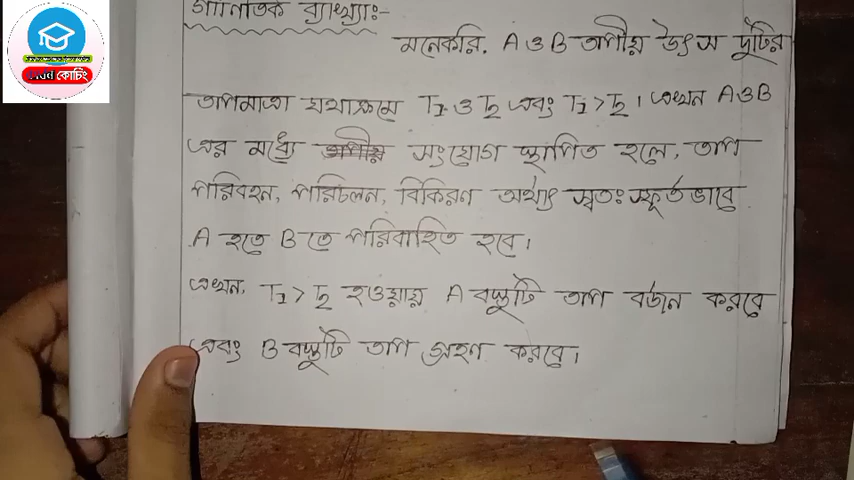 গাণিতিক ব্যাখ্যাঃ-
মনেকরি, A ও B তাপীয় উৎস দুটির
তাপমাত্রা যথাক্রমে T₁ ও T₂ এবং T₁ > T₂ । এখন A ও B
এর মধ্যে তাপীয় সংযোগ স্থাপিত হলে, তাপ
পরিবহন, পরিচলন, বিকিরণ অর্থাৎ স্বতঃস্ফূর্তভাবে
A হতে B তে পরিবাহিত হবে।
এখন, T₁ > T₂ হওয়ায় A বস্তুটি তাপ বর্জন করবে
এবং B বস্তুটি তাপ গ্রহণ করবে।
কোচিং